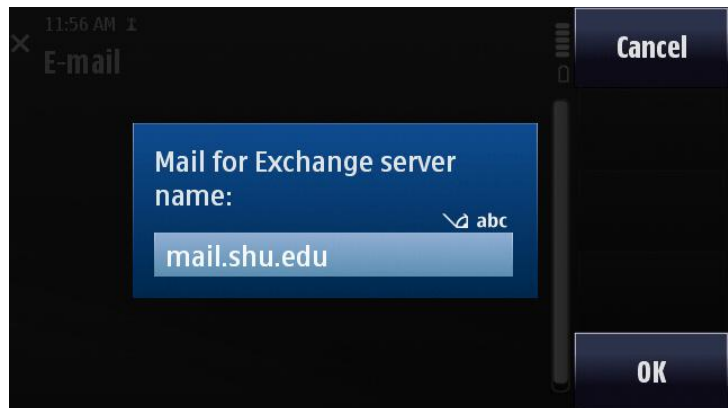 11:56 AM
E-mail
Cancel
Mail for Exchange server
name:
abc
mail.shu.edu
OK